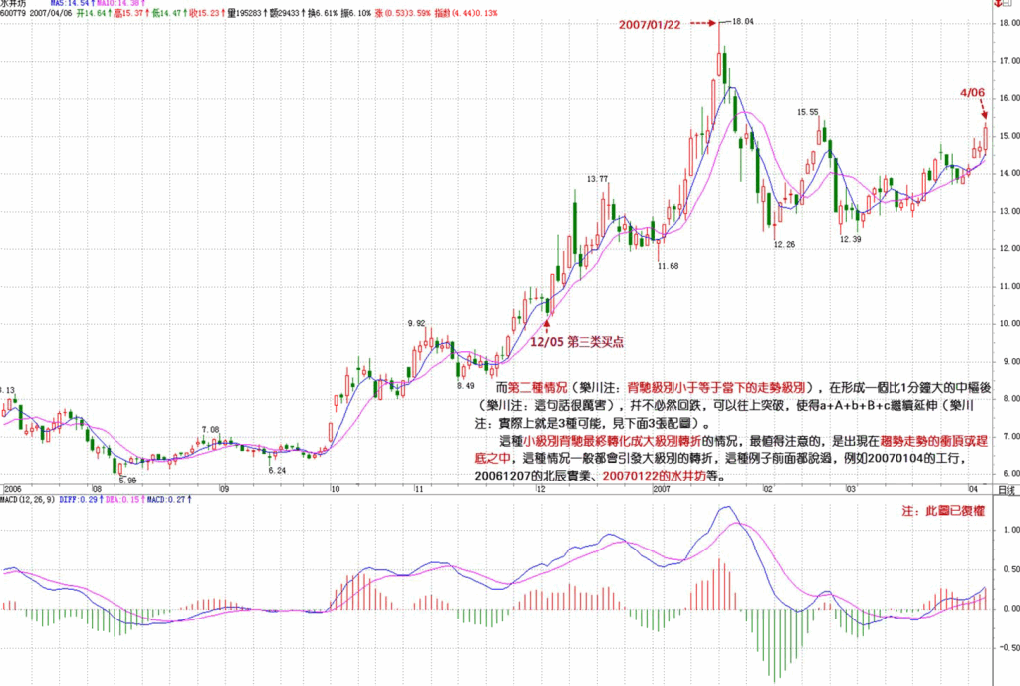 水井坊 MA5:14.54↑MA10:14.38↑
600779 2007/04/06 开14.64↑高15.37↑低14.47↑收15.23↑量195283↑额29433↑换6.61%振6.10% 涨(0.53)3.59% 指数(4.44)0.13%
2007/01/22
18.04
18.00
17.00
4/06
16.00
15.55
15.00
14.00
13.77
13.00
12.39
12.26
12.00
11.68
11.00
12/05 第三类买点
10.00
9.92
9.00
8.49
8.13
8.00
7.08
7.00
6.24
6.00
5.96
而第二種情况(樂川注:背馳級別小于等于當下的走勢級別),在形成一個比1分鐘大的中樞後
(樂川注:這句話很厲害),幷不必然回跌,可以往上突破,使得a+A+b+B+c繼續延伸(樂川
注:實際上就是3種可能,見下面3張配圖)。
這種小級別背馳最終轉化成大級別轉折的情况,最值得注意的,是出現在趨勢走勢的衝頂或趕
底之中,這種情况一般都會引發大級別的轉折,這種例子前面都說過,例如20070104的工行,
20061207的北辰實業、20070122的水井坊等。
2006 08 09 10 11 12 2007 02 03 04 日线
MACD(12,26,9) DIFF:0.29↑DEA:0.15↑MACD:0.27↑
注:此圖已復權
1.00
0.50
0.00
-0.50